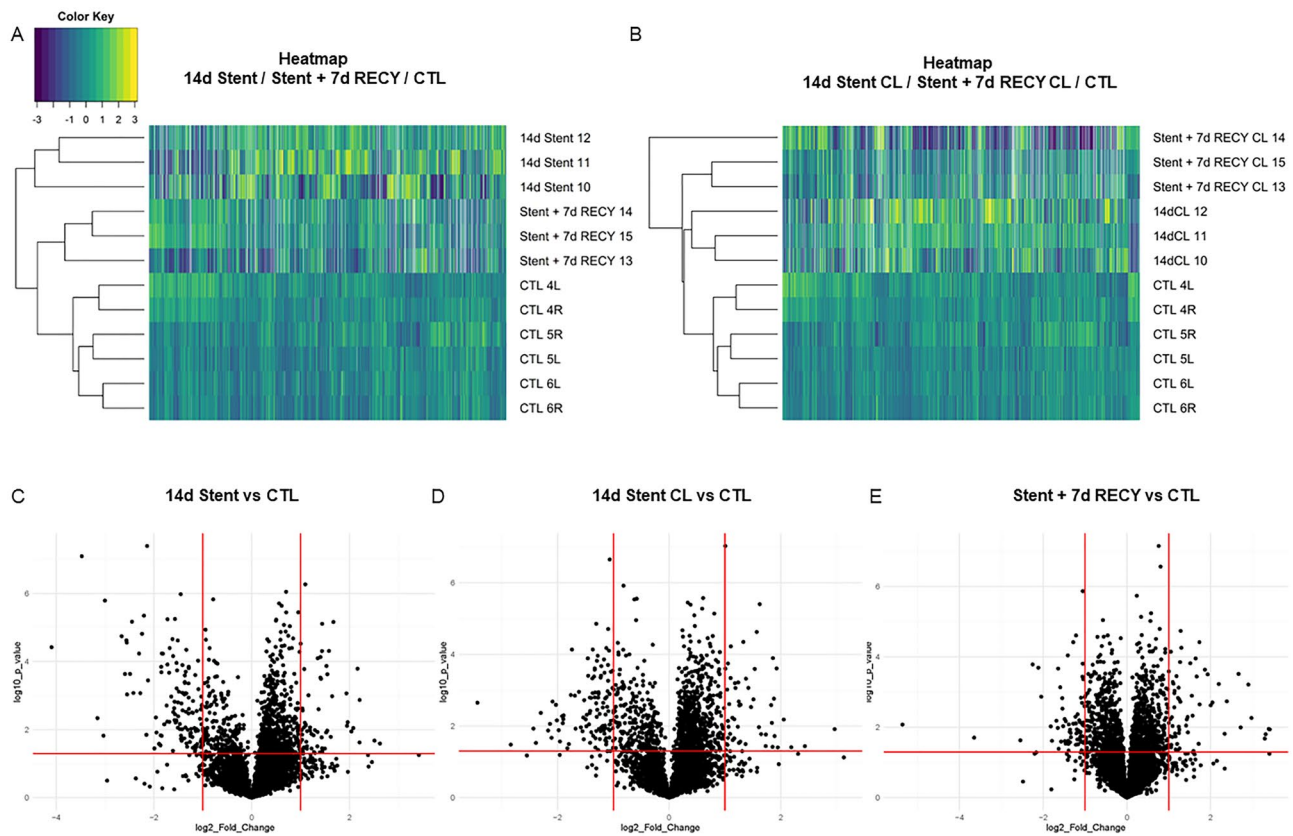 Color Key
A
-3 -2 -1 0 1 2 3
Heatmap
14d Stent / Stent + 7d RECY / CTL
14d Stent 12
14d Stent 11
14d Stent 10
Stent + 7d RECY 14
Stent + 7d RECY 15
Stent + 7d RECY 13
CTL 4L
CTL 4R
CTL 5R
CTL 5L
CTL 6L
CTL 6R
B
Heatmap
14d Stent CL / Stent + 7d RECY CL / CTL
Stent + 7d RECY CL 14
Stent + 7d RECY CL 15
Stent + 7d RECY CL 13
14dCL 12
14dCL 11
14dCL 10
CTL 4L
CTL 4R
CTL 5R
CTL 5L
CTL 6L
CTL 6R
C
14d Stent vs CTL
log10_p_value
6
4
2
0
-4 -2 0 2
log2_Fold_Change
D
14d Stent CL vs CTL
log10_p_value
6
4
2
0
-2 0 2
log2_Fold_Change
E
Stent + 7d RECY vs CTL
log10_p_value
6
4
2
0
-4 -2 0 2
log2_Fold_Change